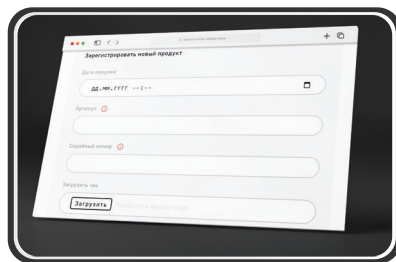 Зарегистрировать новый продукт
Дата покупки
ДД.ММ.ГГГГ --:--
Артикул
Серийный номер
Загрузить чек
Загрузить